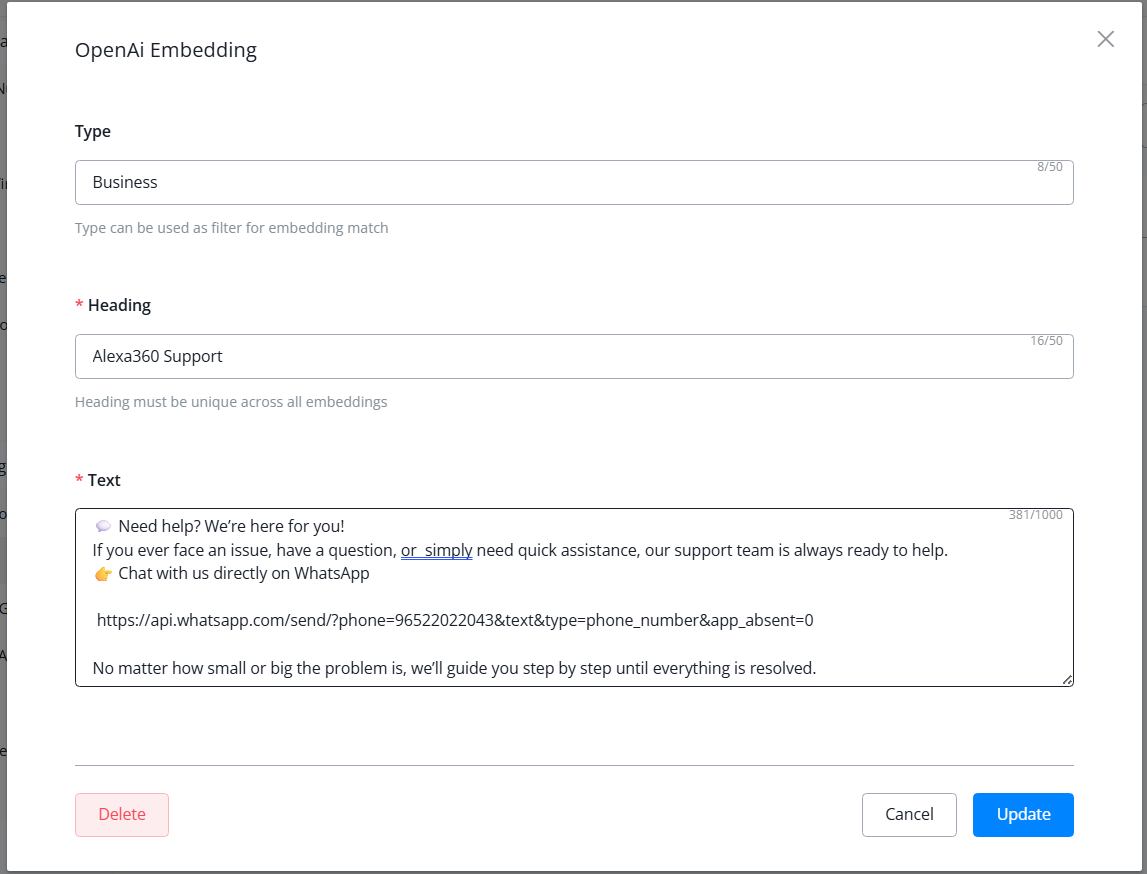 OpenAi Embedding
Type
8/50
Business
Type can be used as filter for embedding match
* Heading
16/50
Alexa360 Support
Heading must be unique across all embeddings
* Text
381/1000
💬 Need help? We’re here for you!
If you ever face an issue, have a question, or  simply need quick assistance, our support team is always ready to help.
👉 Chat with us directly on WhatsApp
https://api.whatsapp.com/send/?phone=96522022043&text&type=phone_number&app_absent=0
No matter how small or big the problem is, we’ll guide you step by step until everything is resolved.
Delete
Cancel
Update